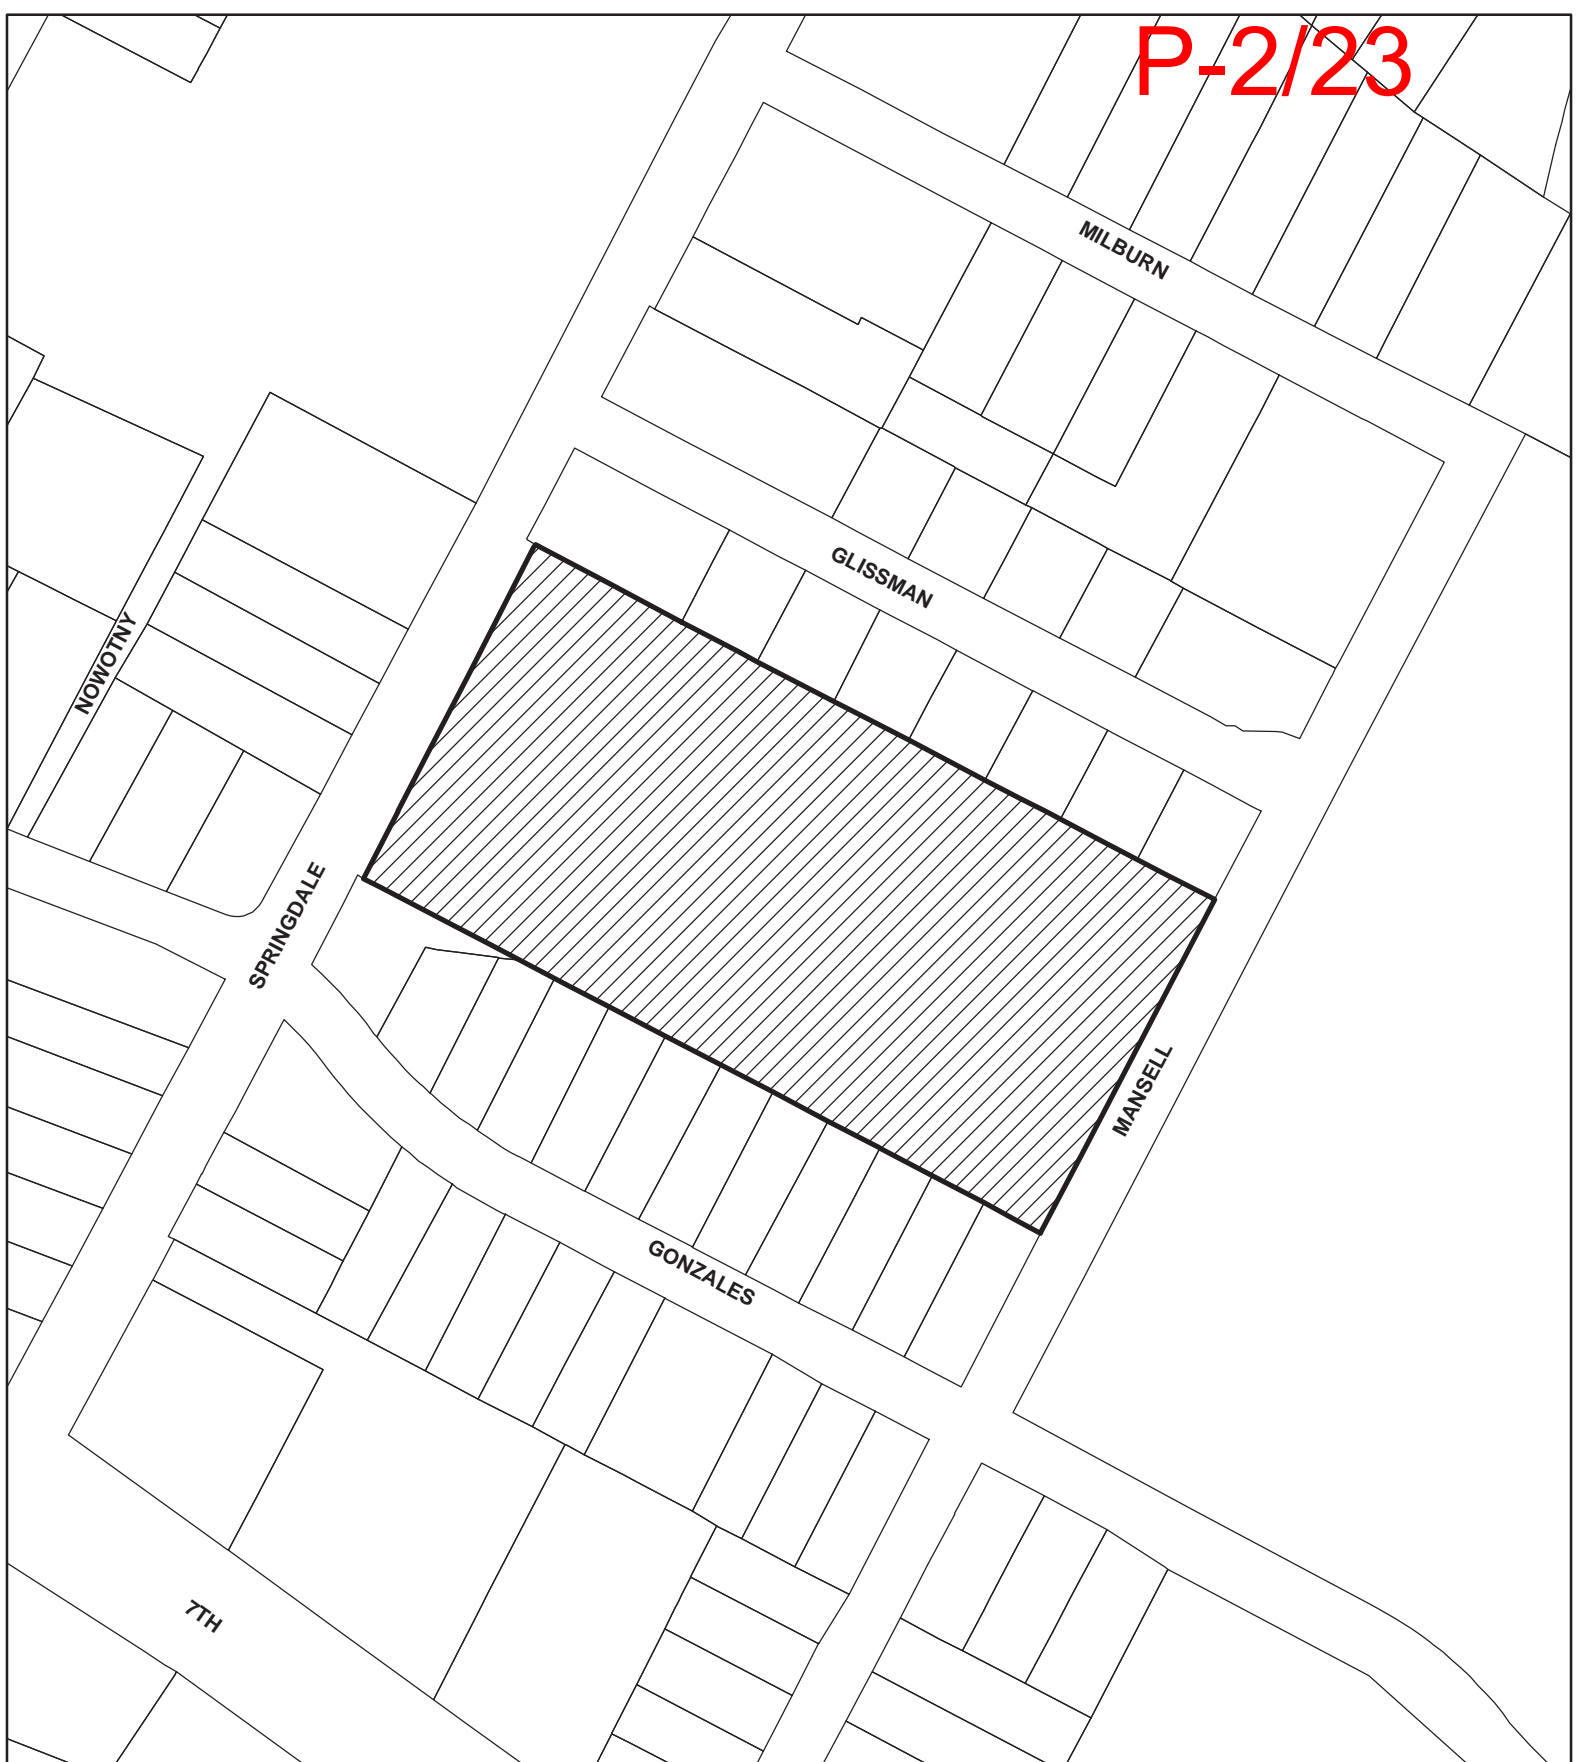 P-2/23
MILBURN
GLISSMAN
NOWOTNY
SPRINGDALE
MANSELL
GONZALES
7TH